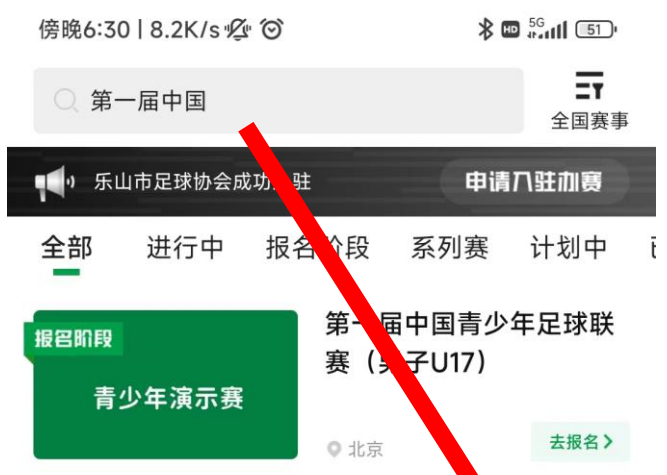 傍晚6:30 | 8.2K/s HD 5G 51
第一届中国
全国赛事
乐山市足球协会成功 驻 申请入驻办赛
全部 进行中 报名阶段 系列赛 计划中
报名阶段
青少年演示赛
第一届中国青少年足球联
赛（男子U17）
北京 去报名>